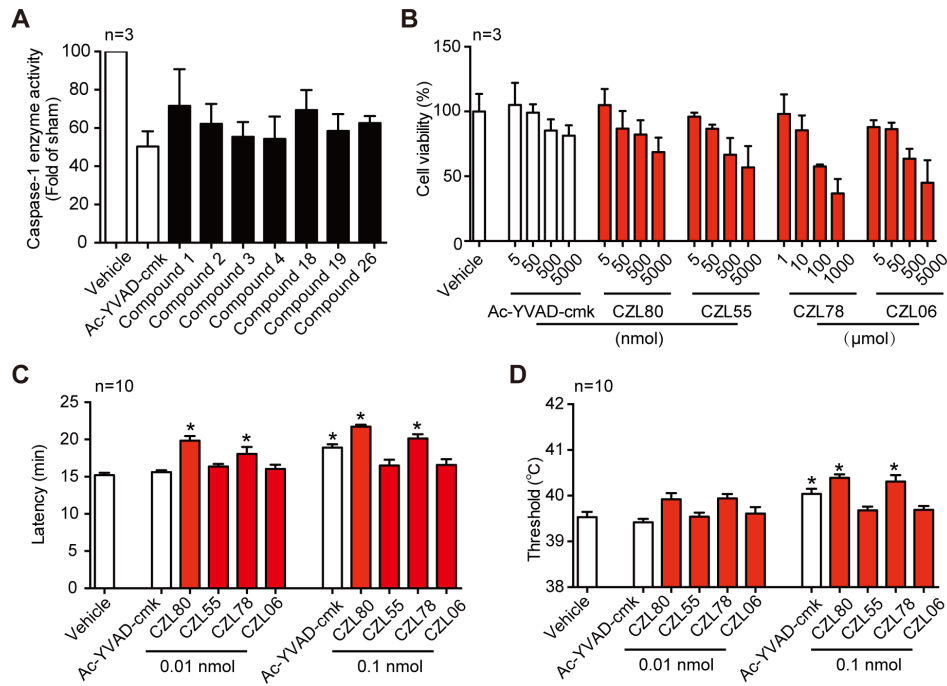 A
n=3
Caspase-1 enzyme activity
(Fold of sham)
100
80
60
40
20
0
Vehicle
Ac-YVAD-cmk
Compound 1
Compound 2
Compound 3
Compound 4
Compound 18
Compound 19
Compound 26
B
n=3
Cell viability (%)
150
100
50
0
Vehicle
5
50
500
5000
5
50
500
5000
5
50
500
5000
1
10
100
1000
5
50
500
5000
Ac-YVAD-cmk
CZL80
CZL55
CZL78
CZL06
(nmol)
(μmol)
C
n=10
Latency (min)
25
20
15
10
5
0
* * * * *
Vehicle
Ac-YVAD-cmk
CZL80
CZL55
CZL78
CZL06
Ac-YVAD-cmk
CZL80
CZL55
CZL78
CZL06
0.01 nmol
0.1 nmol
D
n=10
Threshold (℃)
42
41
40
39
38
* * *
Vehicle
Ac-YVAD-cmk
CZL80
CZL55
CZL78
CZL06
Ac-YVAD-cmk
CZL80
CZL55
CZL78
CZL06
0.01 nmol
0.1 nmol